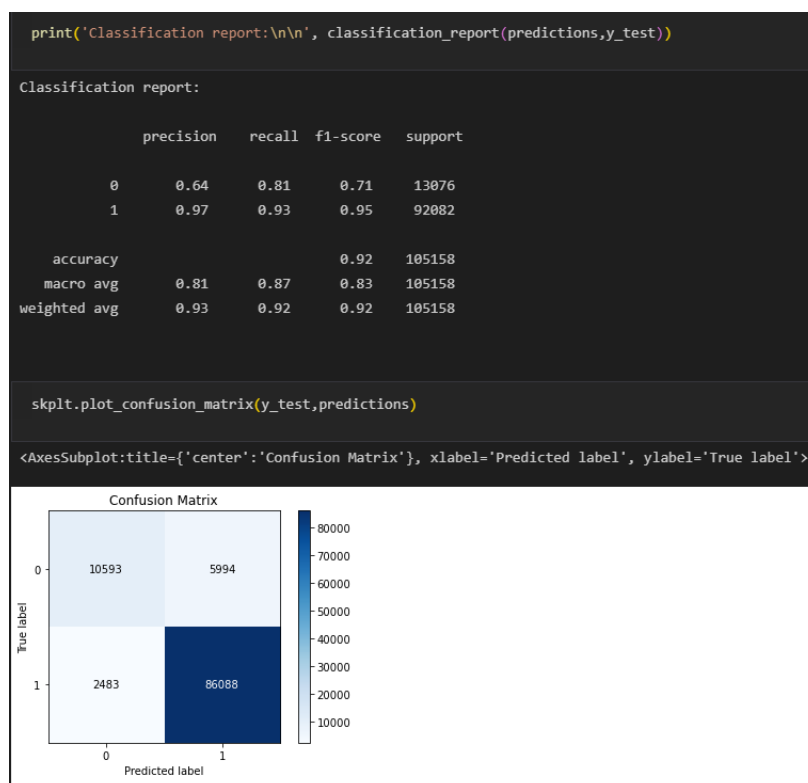 print('Classification report:\n\n', classification_report(predictions,y_test))
Classification report:
precision recall f1-score support
0 0.64 0.81 0.71 13076
1 0.97 0.93 0.95 92082
accuracy 0.92 105158
macro avg 0.81 0.87 0.83 105158
weighted avg 0.93 0.92 0.92 105158
skplt.plot_confusion_matrix(y_test,predictions)
<AxesSubplot:title={'center':'Confusion Matrix'}, xlabel='Predicted label', ylabel='True label'>
Confusion Matrix
True label
0 10593 5994
1 2483 86088
0 1
Predicted label
80000
70000
60000
50000
40000
30000
20000
10000